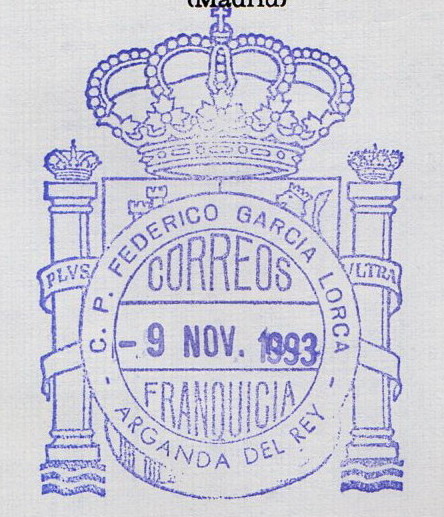 (Madrid)
PLVS
VLTRA
C. P. FEDERICO GARCIA LORCA
CORREOS
- 9 NOV. 1993
FRANQUICIA
- ARGANDA DEL REY -